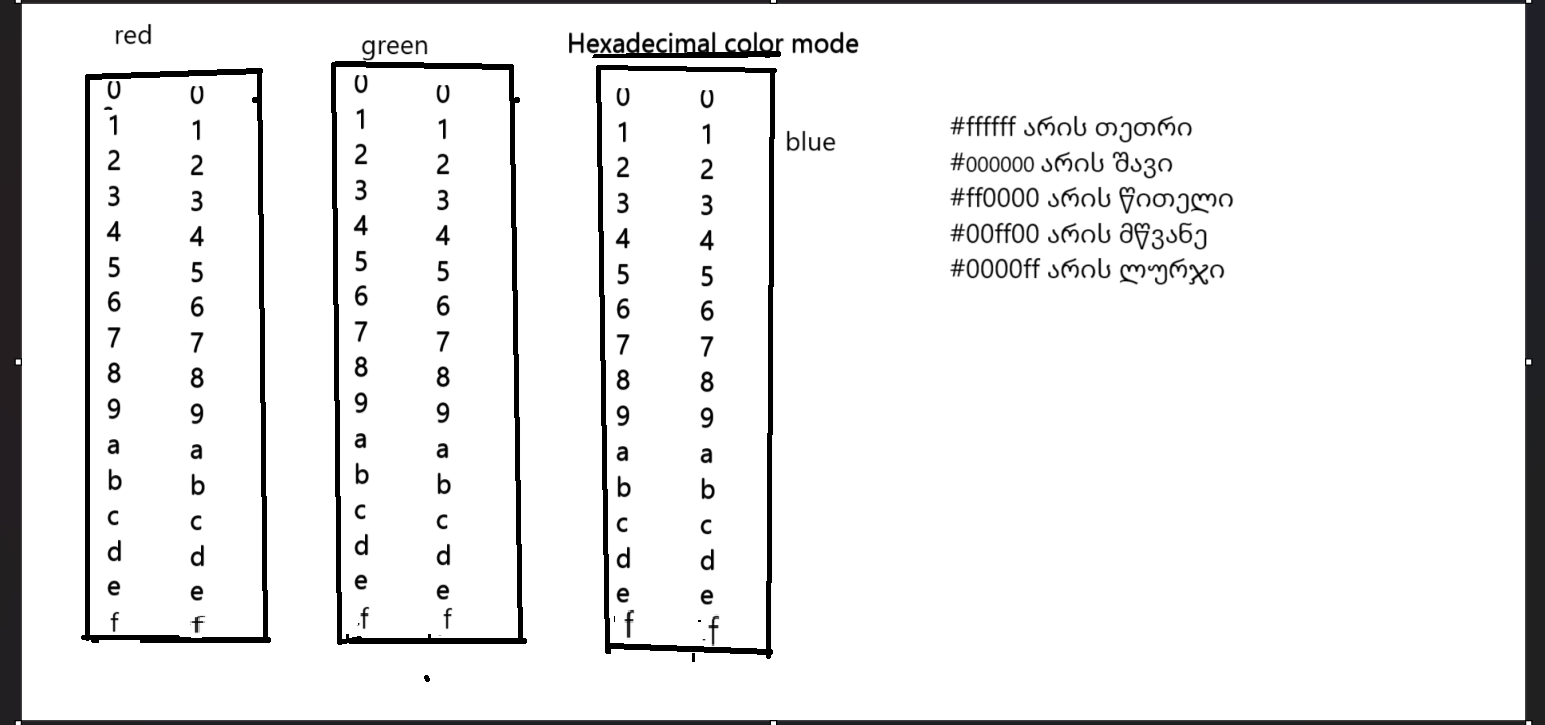 red
green
Hexadecimal color mode
blue
0 0
1 1
2 2
3 3
4 4
5 5
6 6
7 7
8 8
9 9
a a
b b
c c
d d
e e
f f
0 0
1 1
2 2
3 3
4 4
5 5
6 6
7 7
8 8
9 9
a a
b b
c c
d d
e e
f f
0 0
1 1
2 2
3 3
4 4
5 5
6 6
7 7
8 8
9 9
a a
b b
c c
d d
e e
f f
#ffffff არის თეთრი
#000000 არის შავი
#ff0000 არის წითელი
#00ff00 არის მწვანე
#0000ff არის ლურჯი